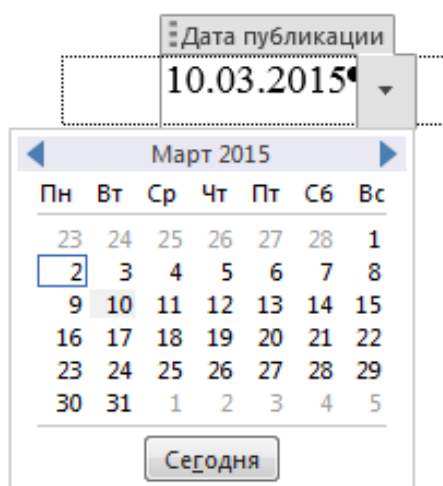 Дата публикации
10.03.2015¶
Март 2015
Пн Вт Ср Чт Пт Сб Вс
23 24 25 26 27 28 1
2 3 4 5 6 7 8
9 10 11 12 13 14 15
16 17 18 19 20 21 22
23 24 25 26 27 28 29
30 31 1 2 3 4 5
Сегодня